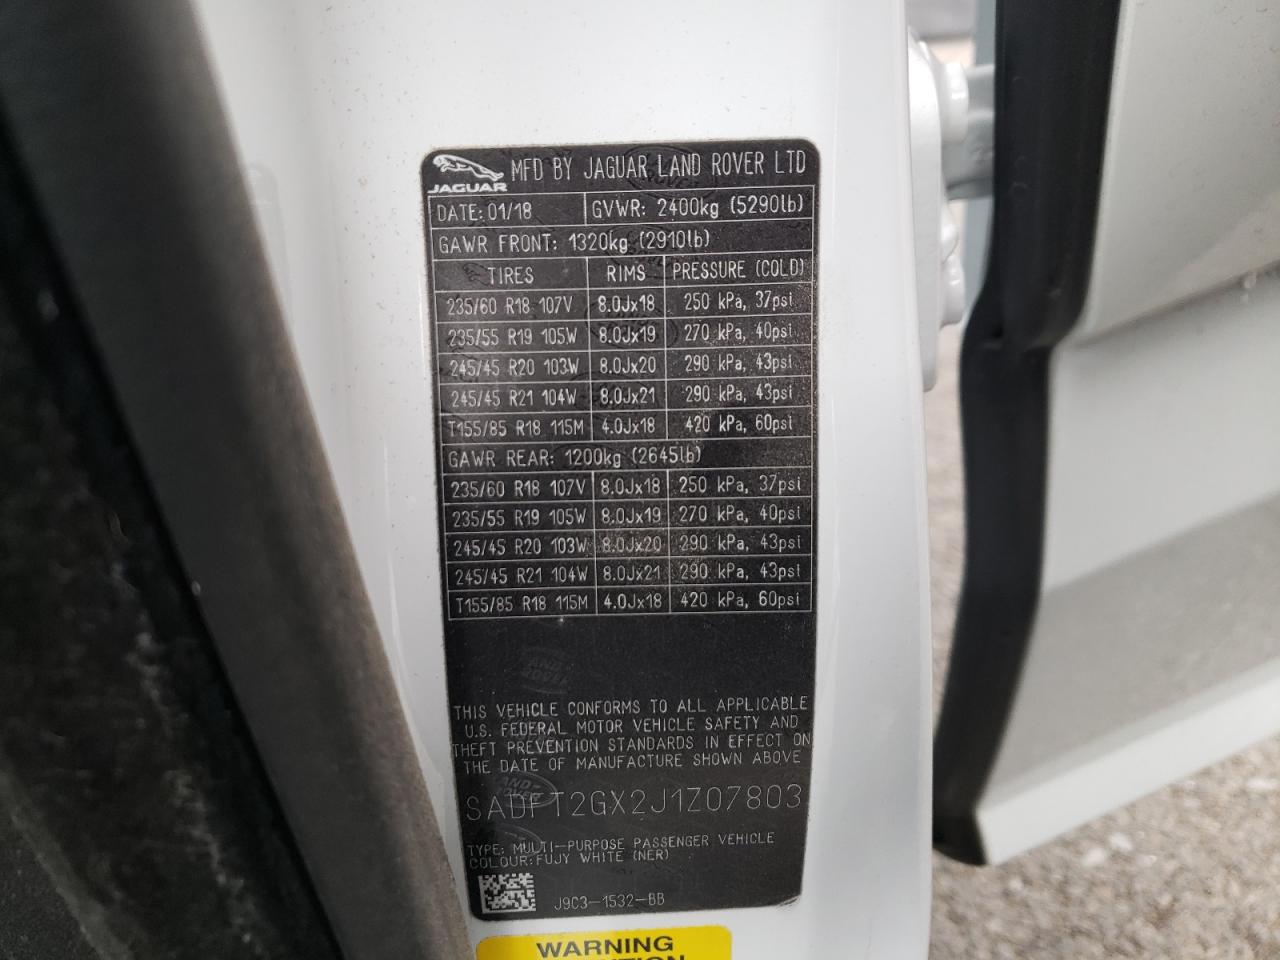 JAGUAR
MFD BY JAGUAR LAND ROVER LTD
DATE: 01/18 GVWR: 2400kg (5290lb)
GAWR FRONT: 1320kg (2910lb)
TIRES RIMS PRESSURE (COLD)
235/60 R18 107V 8.0Jx18 250 kPa, 37psi
235/55 R19 105W 8.0Jx19 270 kPa, 40psi
245/45 R20 103W 8.0Jx20 290 kPa, 43psi
245/45 R21 104W 8.0Jx21 290 kPa, 43psi
T155/85 R18 115M 4.0Jx18 420 kPa, 60psi
GAWR REAR: 1200kg (2645lb)
235/60 R18 107V 8.0Jx18 250 kPa, 37psi
235/55 R19 105W 8.0Jx19 270 kPa, 40psi
245/45 R20 103W 8.0Jx20 290 kPa, 43psi
245/45 R21 104W 8.0Jx21 290 kPa, 43psi
T155/85 R18 115M 4.0Jx18 420 kPa, 60psi
THIS VEHICLE CONFORMS TO ALL APPLICABLE
U.S. FEDERAL MOTOR VEHICLE SAFETY AND
THEFT PREVENTION STANDARDS IN EFFECT ON
THE DATE OF MANUFACTURE SHOWN ABOVE
SADFT2GX2J1Z07803
TYPE: MULTI-PURPOSE PASSENGER VEHICLE
COLOUR: FUJY WHITE (NER)
J9C3-1532-BB
WARNING